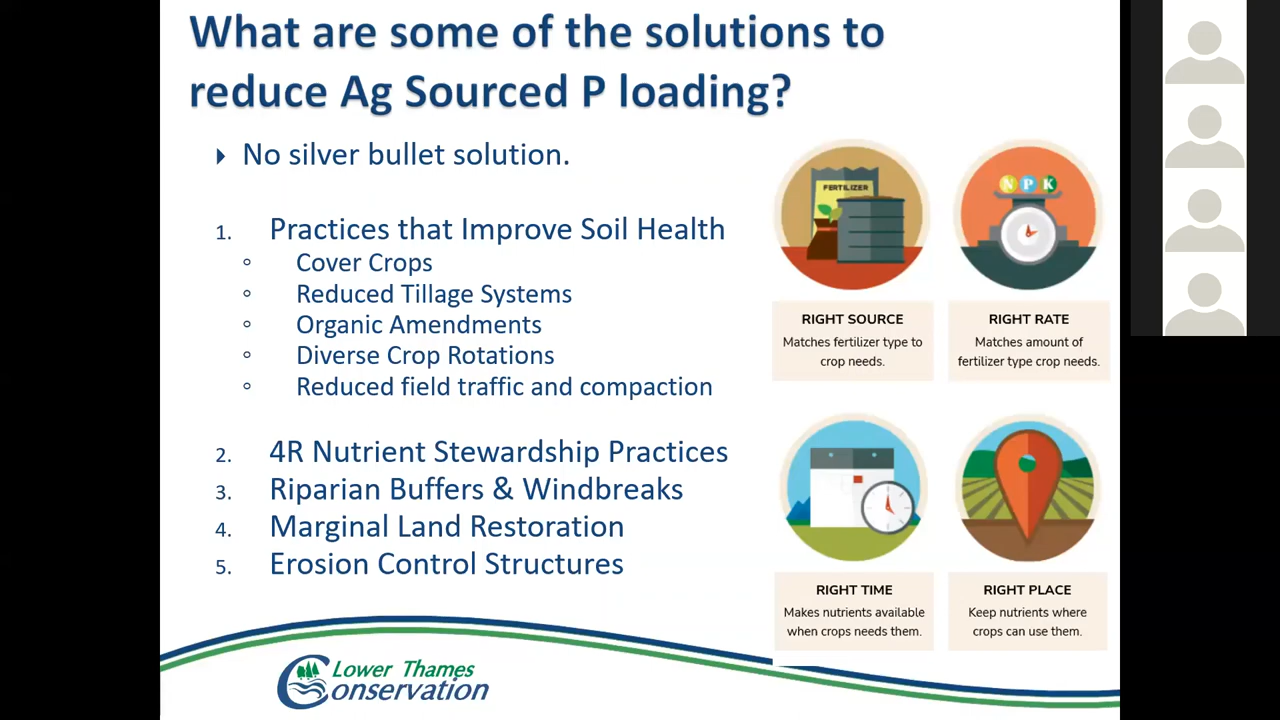 What are some of the solutions to
reduce Ag Sourced P loading?
No silver bullet solution.
1. Practices that Improve Soil Health
Cover Crops
Reduced Tillage Systems
Organic Amendments
Diverse Crop Rotations
Reduced field traffic and compaction
2. 4R Nutrient Stewardship Practices
3. Riparian Buffers & Windbreaks
4. Marginal Land Restoration
5. Erosion Control Structures
FERTILIZER
N P K
RIGHT SOURCE
Matches fertilizer type to
crop needs.
RIGHT RATE
Matches amount of
fertilizer type crop needs.
RIGHT TIME
Makes nutrients available
when crops needs them.
RIGHT PLACE
Keep nutrients where
crops can use them.
Lower Thames
Conservation